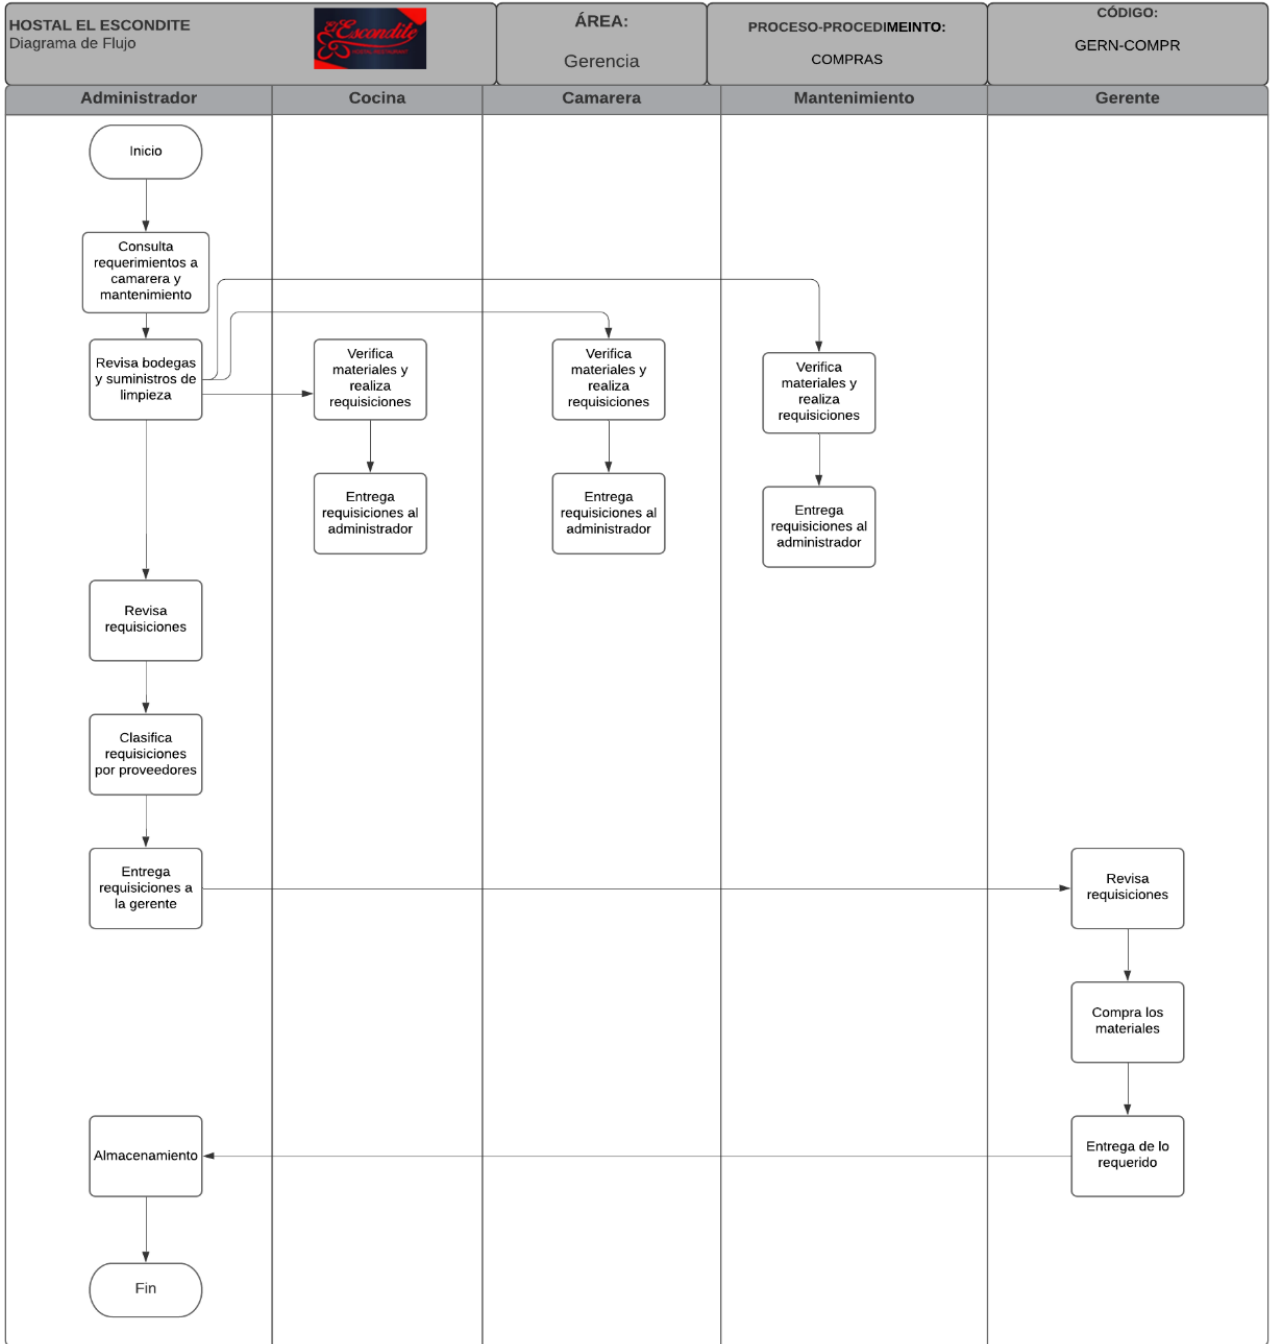 HOSTAL EL ESCONDITE
Diagrama de Flujo
El Escondite
ÁREA:
Gerencia
PROCESO-PROCEDIMEINTO:
COMPRAS
CÓDIGO:
GERN-COMPR
Administrador
Cocina
Camarera
Mantenimiento
Gerente
Inicio
Consulta
requerimientos a
camarera y
mantenimiento
Revisa bodegas
y suministros de
limpieza
Verifica
materiales y
realiza
requisiciones
Verifica
materiales y
realiza
requisiciones
Verifica
materiales y
realiza
requisiciones
Entrega
requisiciones al
administrador
Entrega
requisiciones al
administrador
Entrega
requisiciones al
administrador
Revisa
requisiciones
Clasifica
requisiciones
por proveedores
Entrega
requisiciones a
la gerente
Revisa
requisiciones
Compra los
materiales
Entrega de lo
requerido
Almacenamiento
Fin